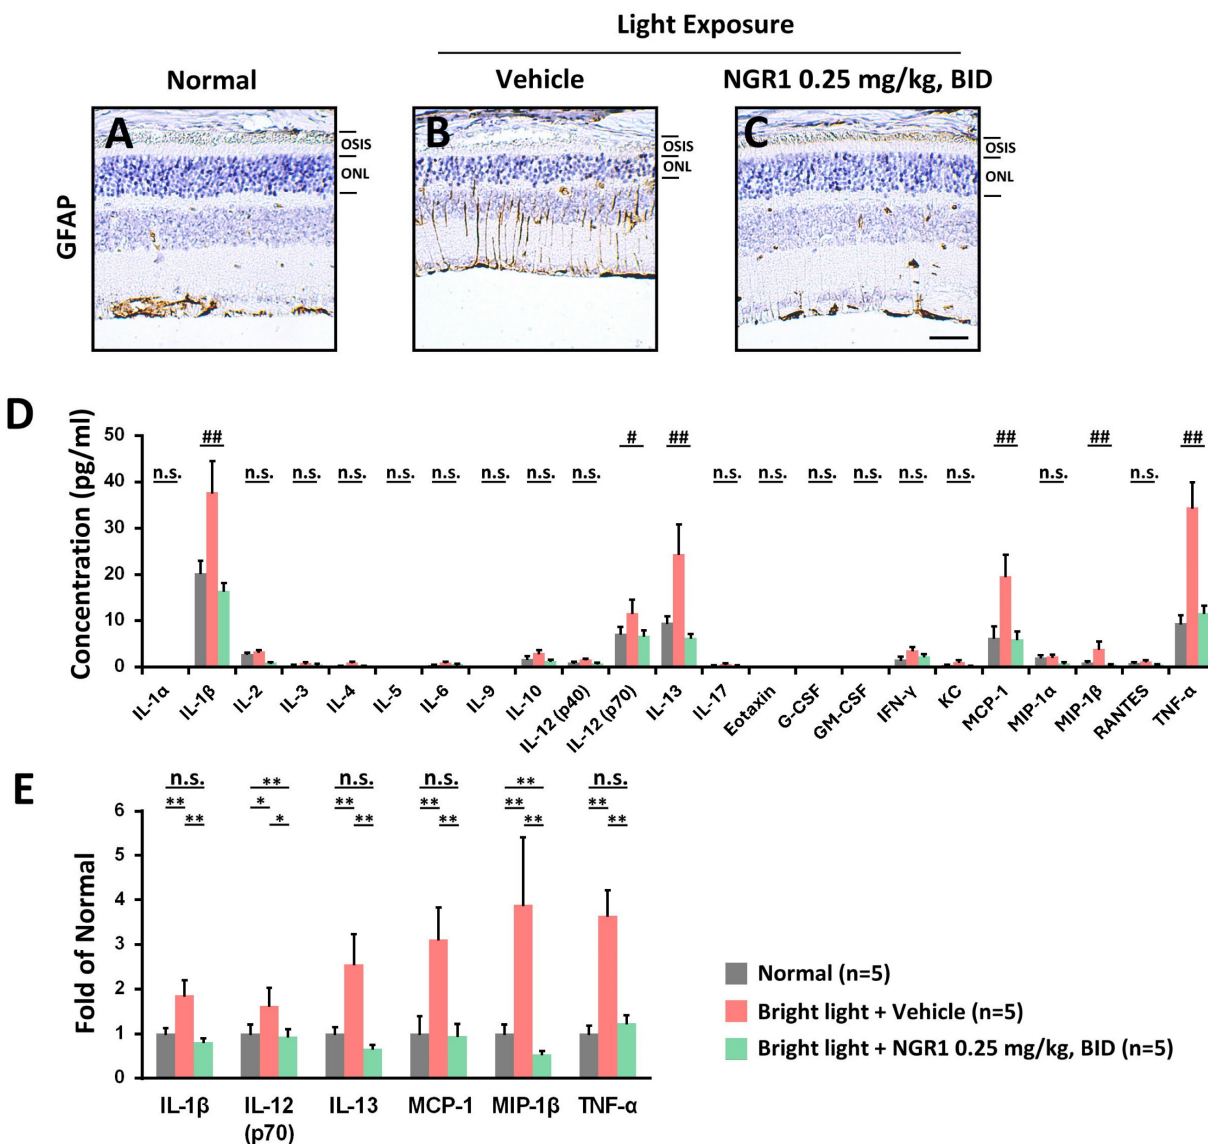 Light Exposure
Normal
Vehicle
NGR1 0.25 mg/kg, BID
GFAP
A
OSIS
ONL
B
OSIS
ONL
C
OSIS
ONL
D
Concentration (pg/ml)
50
40
30
20
10
0
n.s. ## n.s. n.s. n.s. n.s. n.s. n.s. n.s. n.s. # ## n.s. n.s. n.s. n.s. n.s. n.s. ## n.s. ## n.s. ##
IL-1α IL-1β IL-2 IL-3 IL-4 IL-5 IL-6 IL-9 IL-10 IL-12 (p40) IL-12 (p70) IL-13 IL-17 Eotaxin G-CSF GM-CSF IFN-γ KC MCP-1 MIP-1α MIP-1β RANTES TNF-α
E
Fold of Normal
6
5
4
3
2
1
0
n.s. ** n.s. n.s. ** n.s.
** * ** ** ** **
** * ** ** ** **
IL-1β IL-12 IL-13 MCP-1 MIP-1β TNF-α
(p70)
Normal (n=5)
Bright light + Vehicle (n=5)
Bright light + NGR1 0.25 mg/kg, BID (n=5)